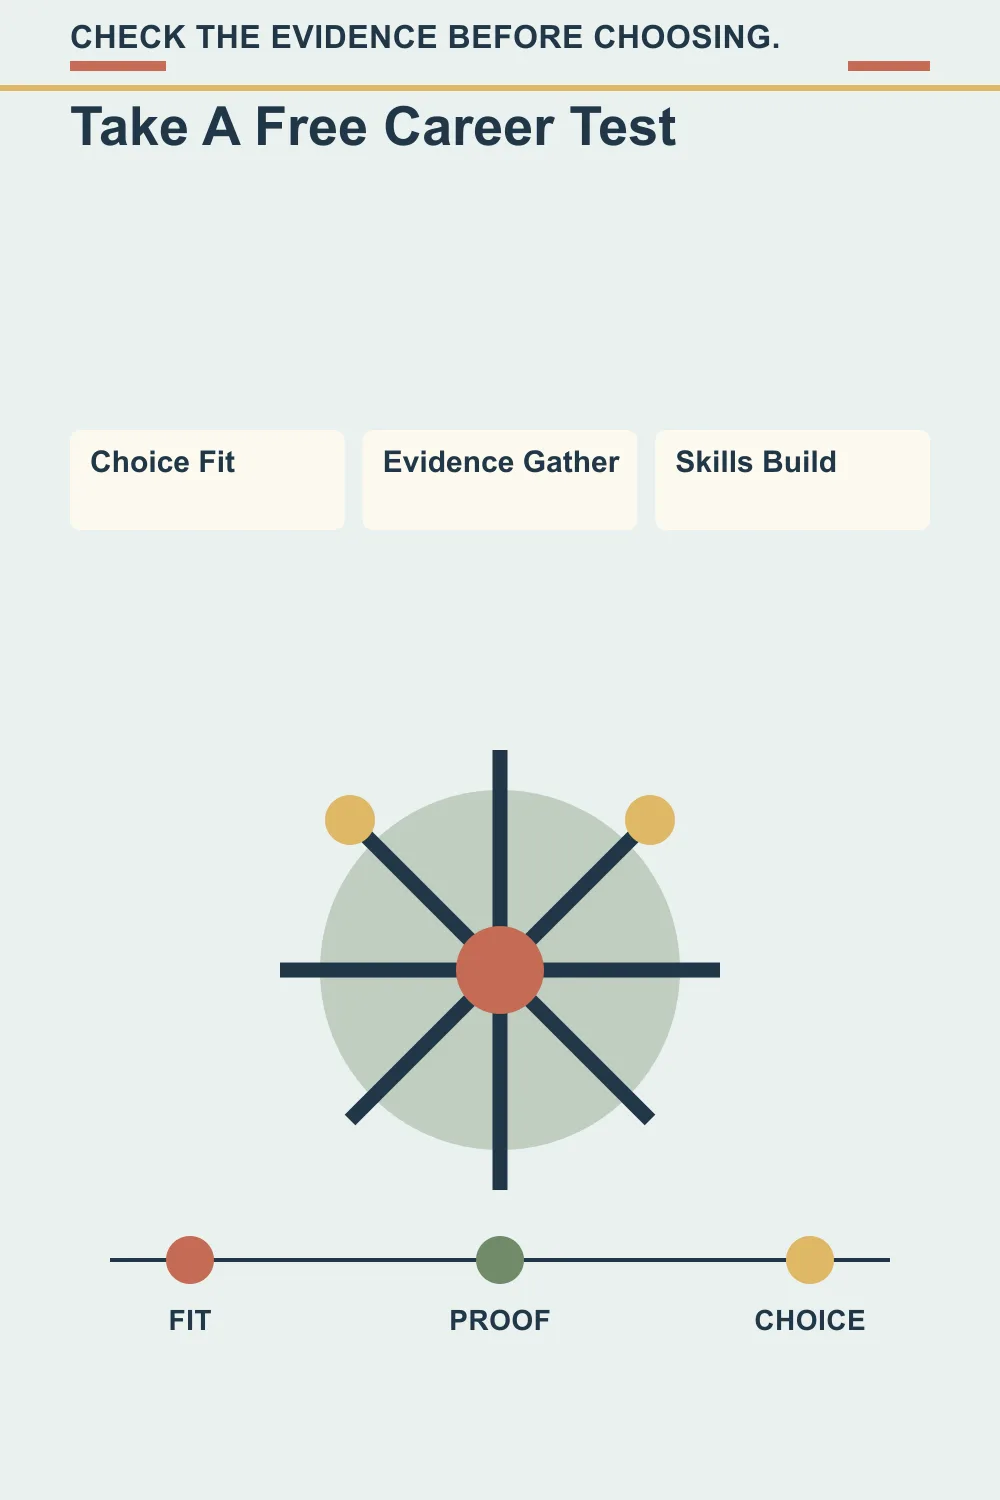 CHECK THE EVIDENCE BEFORE CHOOSING.
Take A Free Career Test
Choice Fit
Evidence Gather
Skills Build
FIT
PROOF
CHOICE